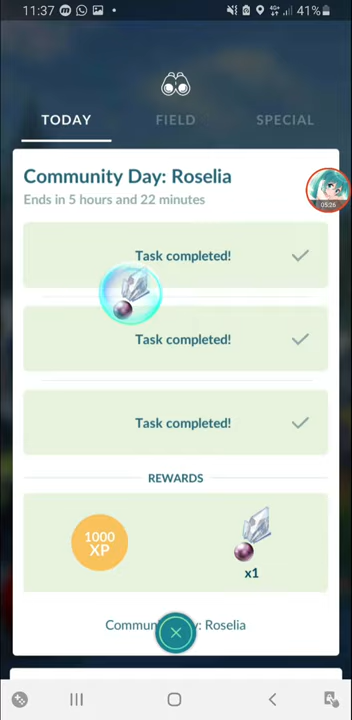 11:37 41%
TODAY FIELD SPECIAL
Community Day: Roselia
Ends in 5 hours and 22 minutes
05:26
Task completed!
Task completed!
Task completed!
REWARDS
1000
XP
x1
Commun y: Roselia